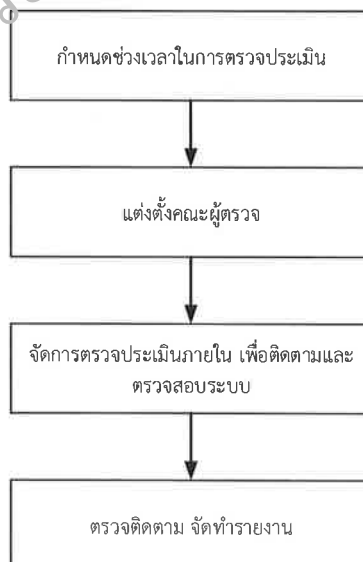 กำหนดช่วงเวลาในการตรวจประเมิน
แต่งตั้งคณะผู้ตรวจ
จัดการตรวจประเมินภายใน เพื่อติดตามและ
ตรวจสอบระบบ
ตรวจติดตาม จัดทำรายงาน